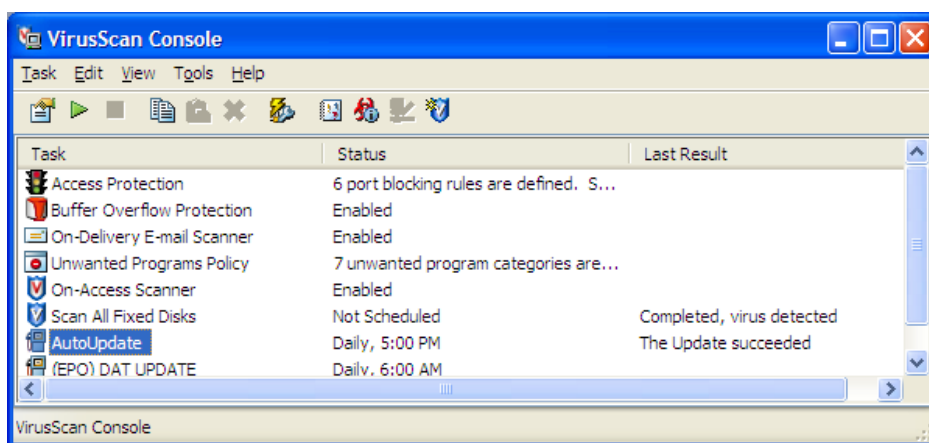 VirusScan Console
Task Edit View Tools Help
Task Status Last Result
Access Protection 6 port blocking rules are defined. S...
Buffer Overflow Protection Enabled
On-Delivery E-mail Scanner Enabled
Unwanted Programs Policy 7 unwanted program categories are...
On-Access Scanner Enabled
Scan All Fixed Disks Not Scheduled Completed, virus detected
AutoUpdate Daily, 5:00 PM The Update succeeded
(EPO) DAT UPDATE Daily, 6:00 AM
VirusScan Console